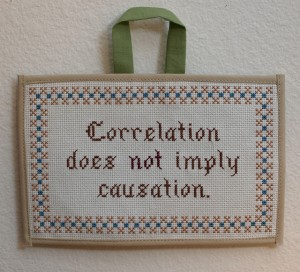 Correlation
does not imply
causation.